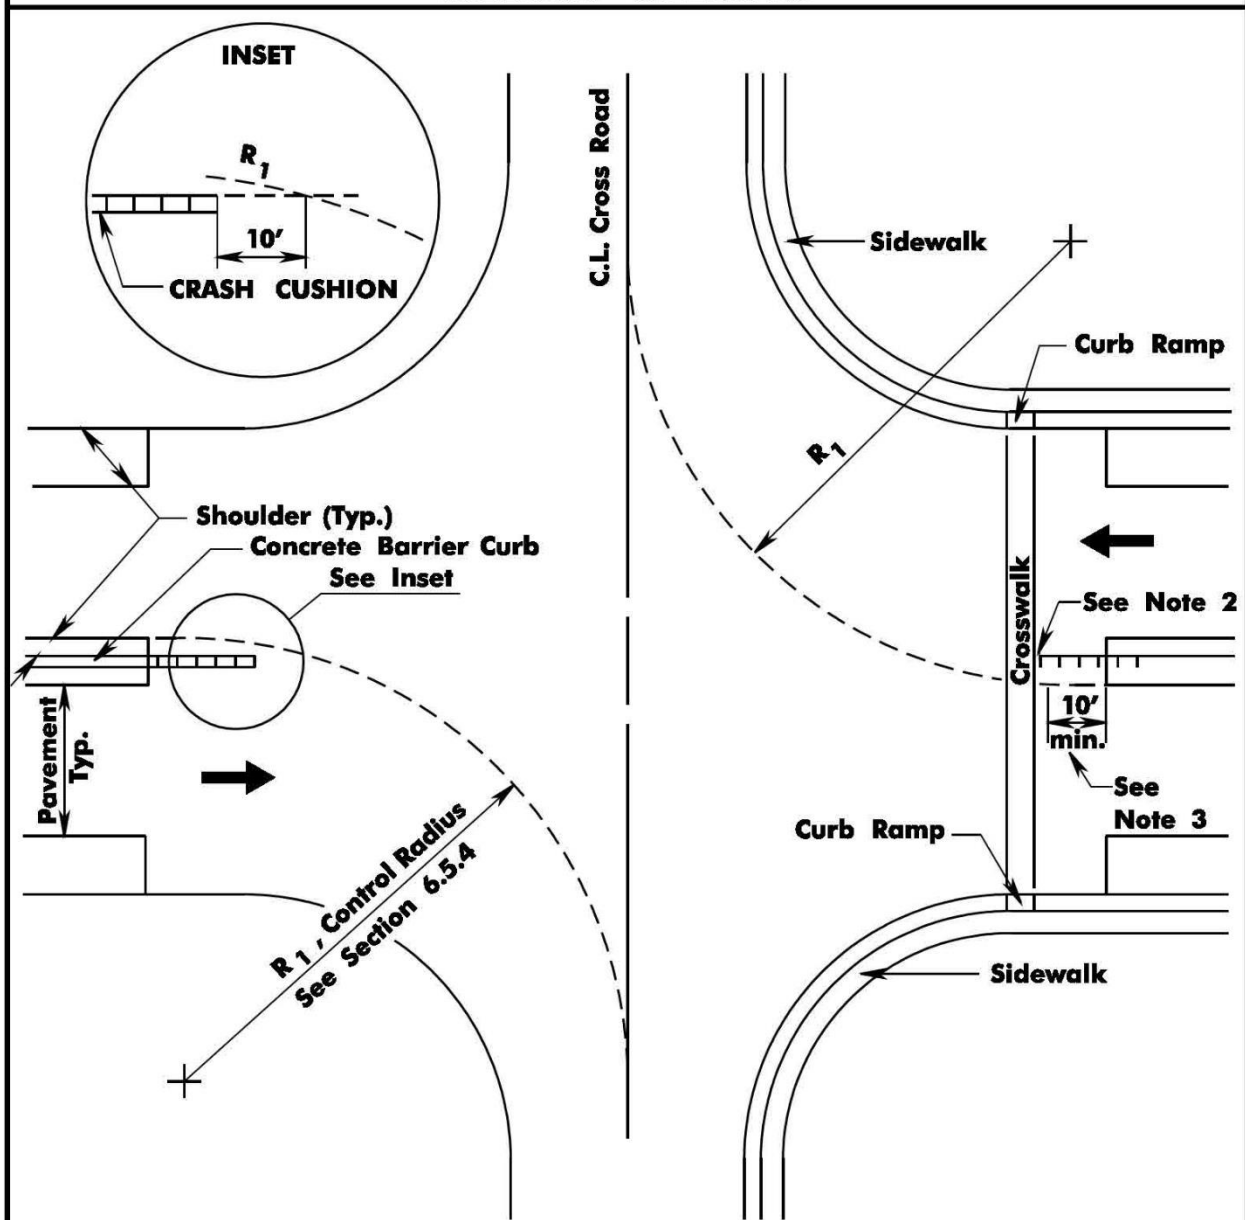 INSET
R1
10'
CRASH CUSHION
C.L. Cross Road
Sidewalk
Curb Ramp
R1
Shoulder (Typ.)
Concrete Barrier Curb
See Inset
Crosswalk
See Note 2
10'
min.
See
Note 3
Pavement
Typ.
Curb Ramp
R1, Control Radius
See Section 6.5.4
Sidewalk